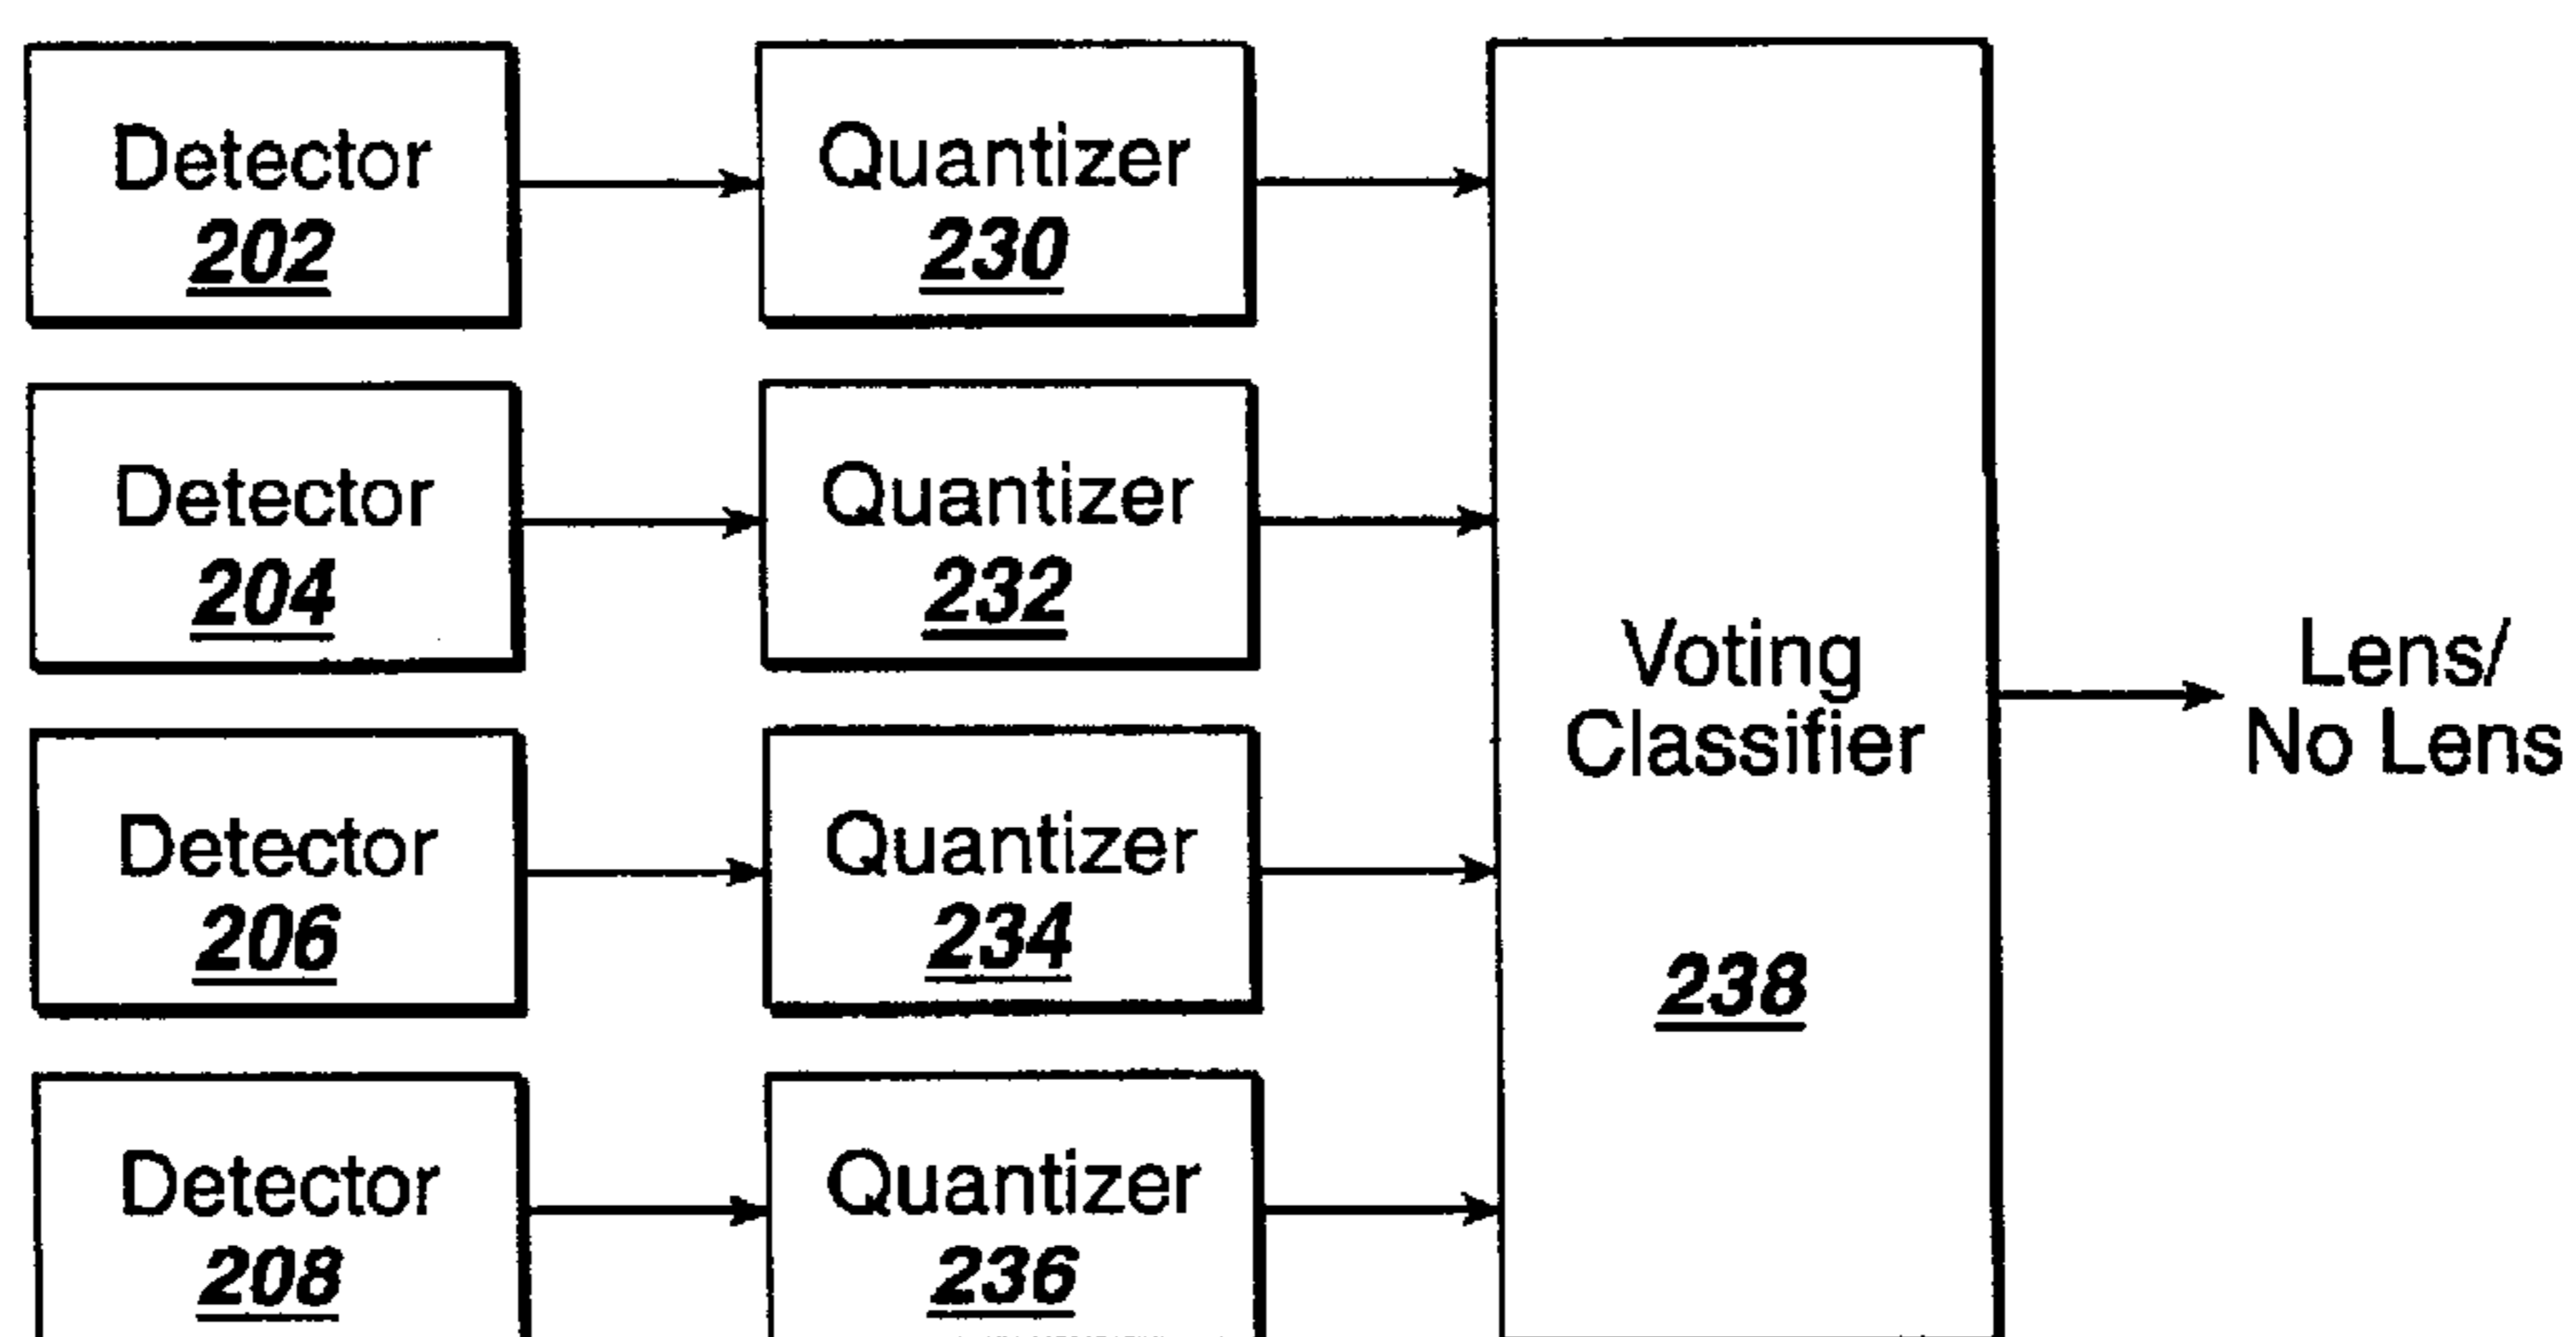 Detector
202
Quantizer
230
Detector
204
Quantizer
232
Detector
206
Quantizer
234
Detector
208
Quantizer
236
Voting
Classifier
238
Lens/
No Lens